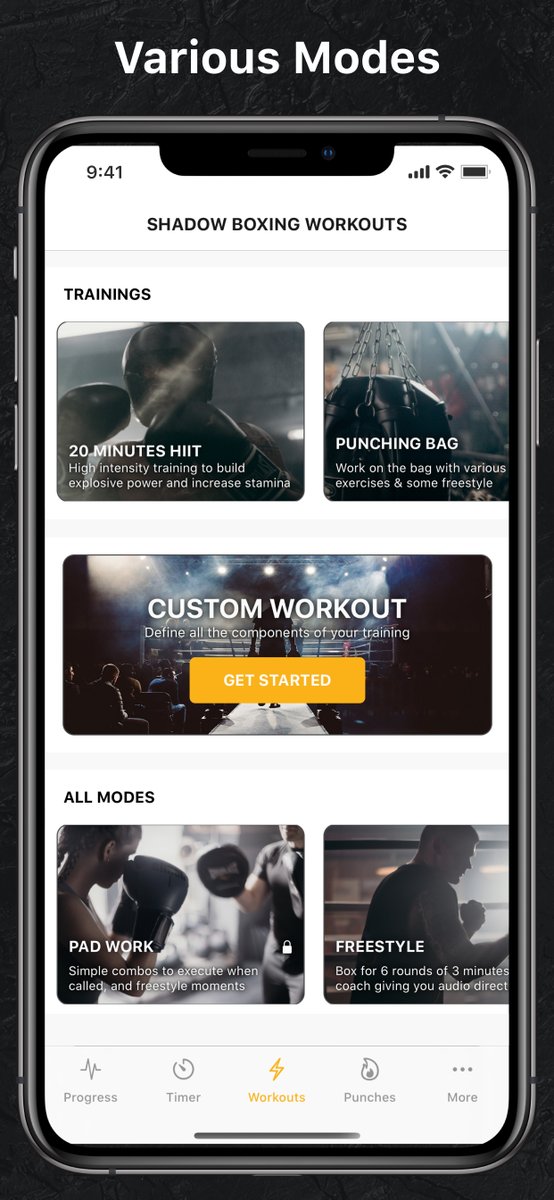 Various Modes
9:41
SHADOW BOXING WORKOUTS
TRAININGS
20 MINUTES HIIT
High intensity training to build
explosive power and increase stamina
PUNCHING BAG
Work on the bag with various
exercises & some freestyle
CUSTOM WORKOUT
Define all the components of your training
GET STARTED
ALL MODES
PAD WORK
Simple combos to execute when
called, and freestyle moments
FREESTYLE
Box for 6 rounds of 3 minutes
coach giving you audio direct
Progress
Timer
Workouts
Punches
More